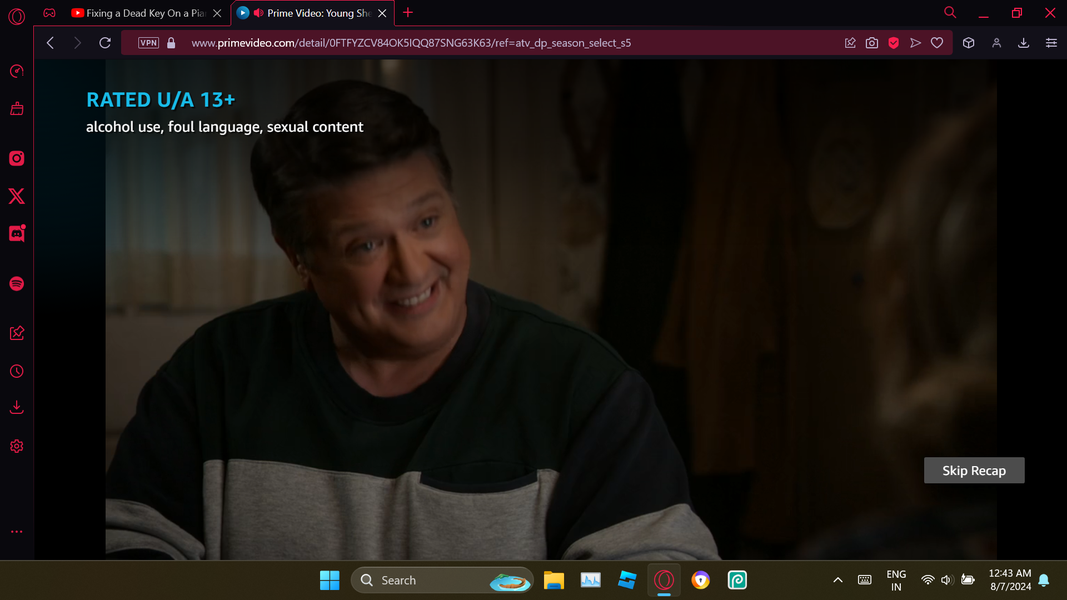 Fixing a Dead Key On a Pia
Prime Video: Young She
VPN
www.primevideo.com/detail/0FTFYZCV84OK5IQQ87SNG63K63/ref=atv_dp_season_select_s5
RATED U/A 13+
alcohol use, foul language, sexual content
Skip Recap
Search
ENG
IN
12:43 AM
8/7/2024